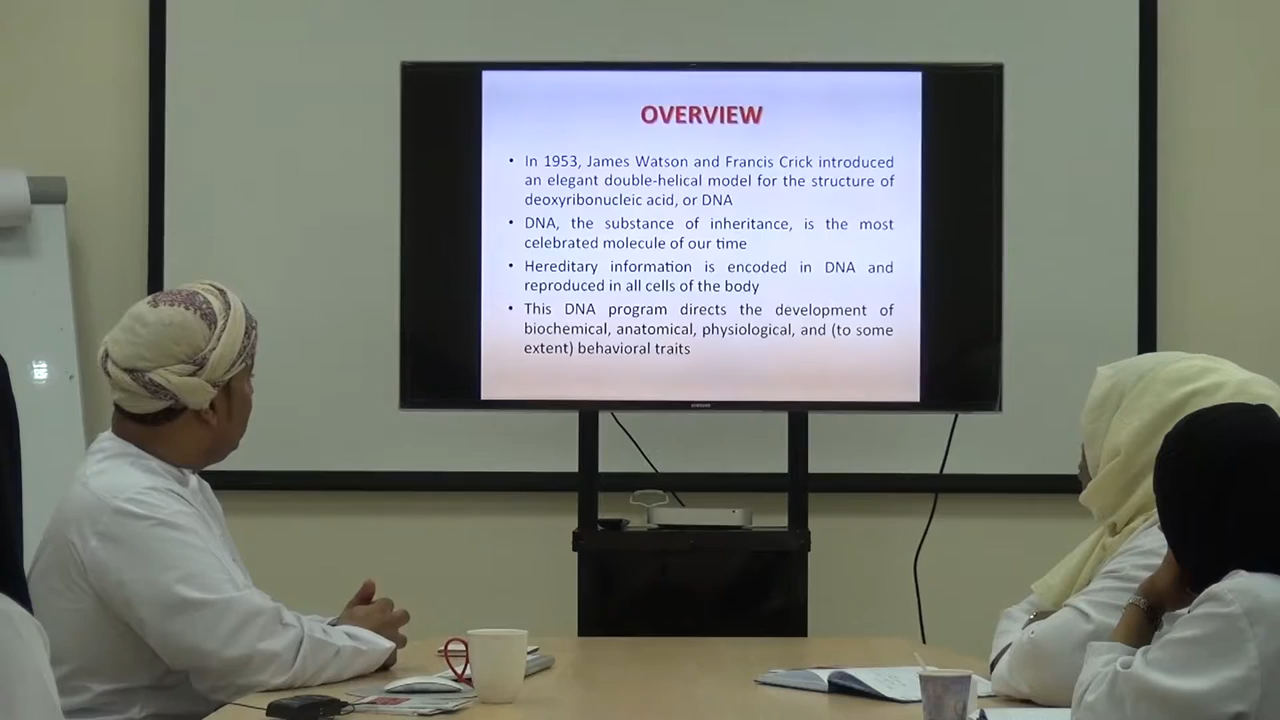 OVERVIEW
• In 1953, James Watson and Francis Crick introduced
an elegant double-helical model for the structure of
deoxyribonucleic acid, or DNA
• DNA, the substance of inheritance, is the most
celebrated molecule of our time
• Hereditary information is encoded in DNA and
reproduced in all cells of the body
• This DNA program directs the development of
biochemical, anatomical, physiological, and (to some
extent) behavioral traits
SAMSUNG